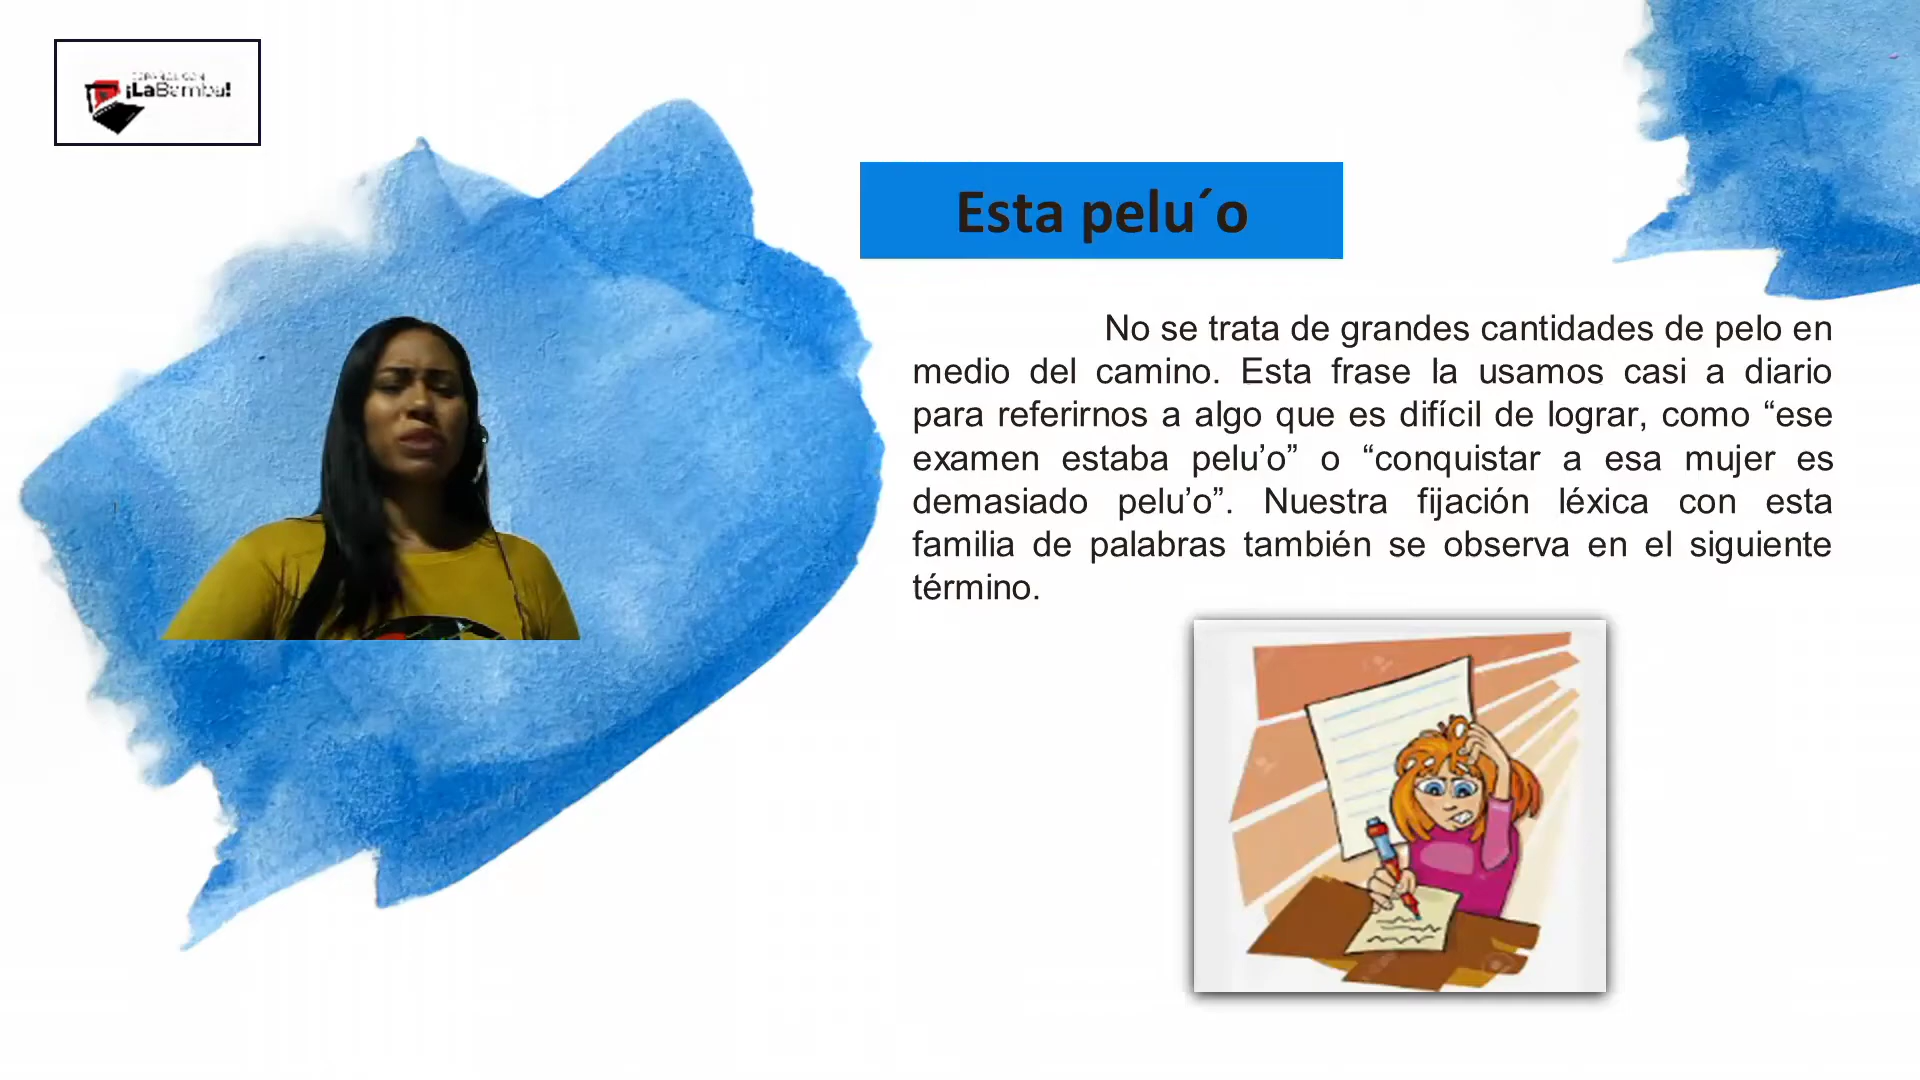 ¡LaBamba!
Esta pelu´o
No se trata de grandes cantidades de pelo en
medio del camino. Esta frase la usamos casi a diario
para referirnos a algo que es difícil de lograr, como “ese
examen estaba pelu’o” o “conquistar a esa mujer es
demasiado pelu’o”. Nuestra fijación léxica con esta
familia de palabras también se observa en el siguiente
término.